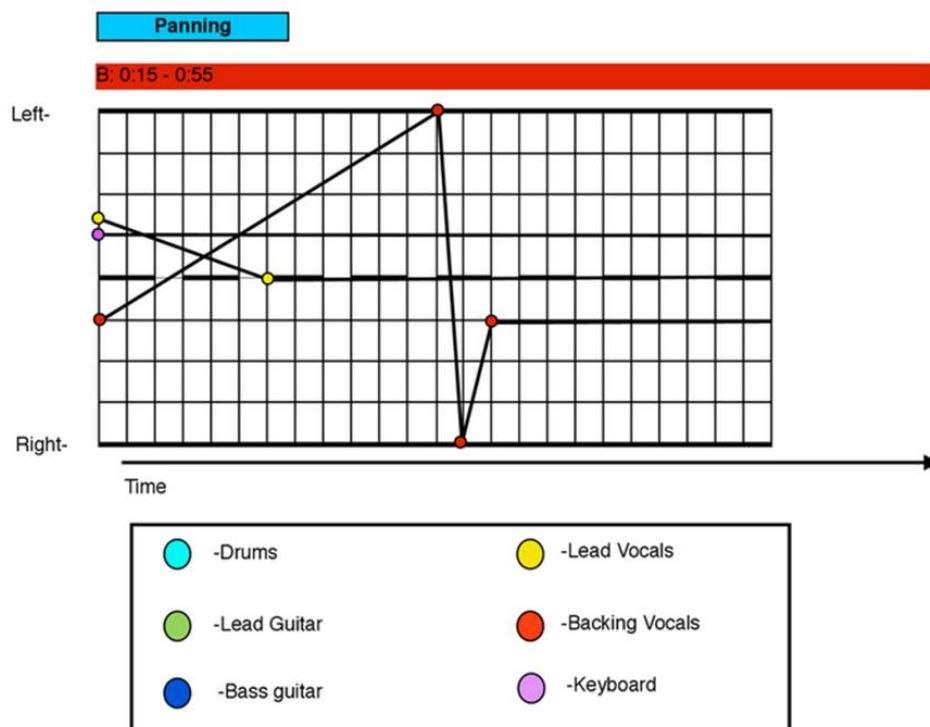 Panning
B: 0:15 - 0:55
Left-
Right-
Time
-Drums
-Lead Vocals
-Lead Guitar
-Backing Vocals
-Bass guitar
-Keyboard